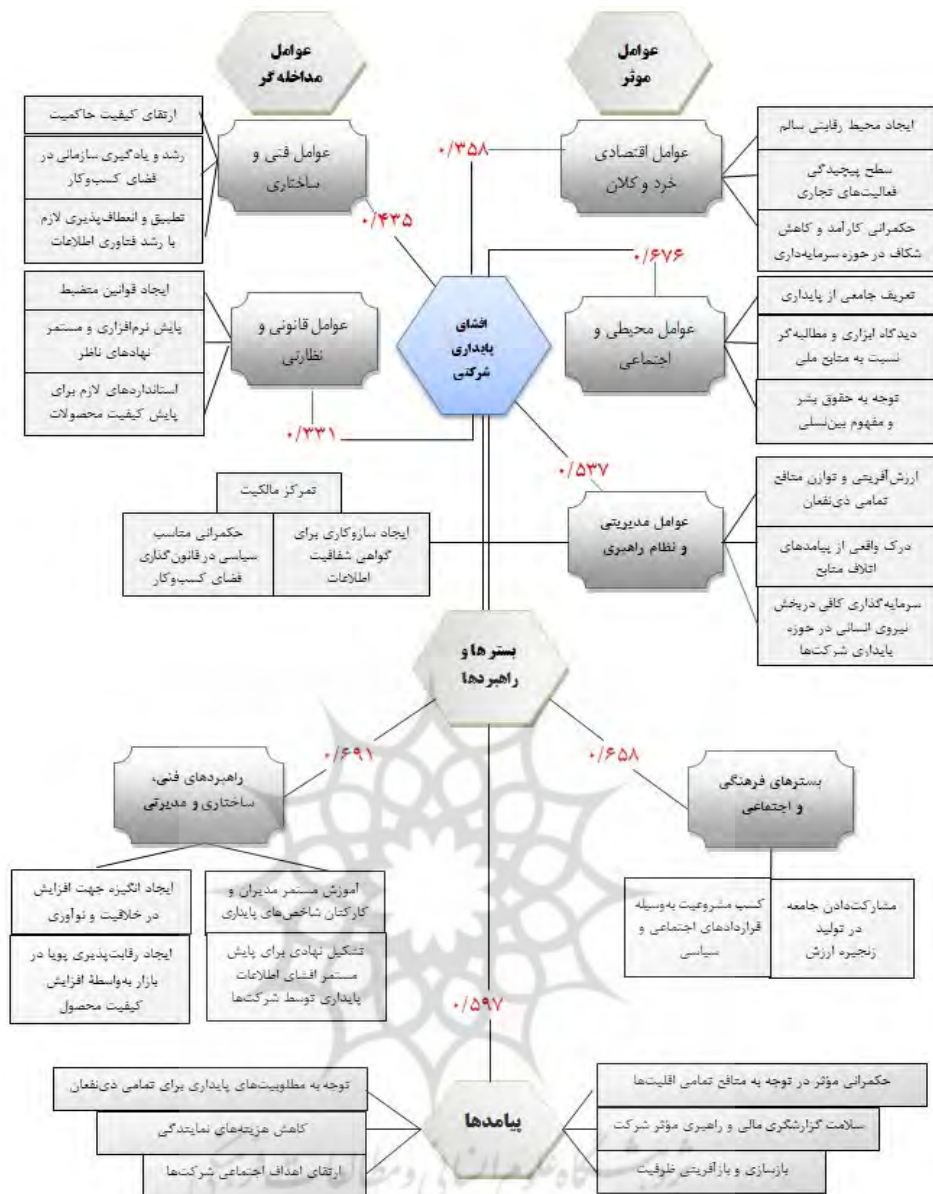 عوامل
مداخله گر
عوامل
موثر
ارتقای کیفیت حاکمیت
رشد و یادگیری سازمانی در
فضای کسب‌وکار
تطبیق و انعطاف‌پذیری لازم
با رشد فناوری اطلاعات
عوامل فنی و
ساختاری
۰/۴۳۵
۰/۳۵۸
عوامل اقتصادی
خرد و کلان
ایجاد محیط رقابتی سالم
سطح پیچیدگی
فعالیت‌های تجاری
حکمرانی کارآمد و کاهش
شکاف در حوزه سرمایه‌داری
ایجاد قوانین منضبط
پایش نرم‌افزاری و مستمر
نهادهای ناظر
استانداردهای لازم برای
پایش کیفیت محصولات
عوامل قانونی و
نظارتی
۰/۳۳۱
افشای
پایداری
شرکتی
۰/۶۷۶
عوامل محیطی و
اجتماعی
تعریف جامعی از پایداری
دیدگاه ابزاری و مطالبه‌گر
نسبت به منابع ملی
توجه به حقوق بشر
و مفهوم بین‌نسلی
۰/۵۳۷
عوامل مدیریتی
و نظام راهبری
ارزش‌آفرینی و توازن منافع
تمامی ذی‌نفعان
درک واقعی از پیامدهای
اتلاف منابع
سرمایه‌گذاری کافی دربخش
نیروی انسانی در حوزه
پایداری شرکت‌ها
تمرکز مالکیت
ایجاد سازوکاری برای
گواهی شفافیت
اطلاعات
حکمرانی متاسب
سیاسی در قانون‌گذاری
فضای کسب‌وکار
بسترها و
راهبردها
۰/۶۹۱
۰/۶۵۸
راهبردهای فنی،
ساختاری و مدیرتی
بسترهای فرهنگی
و اجتماعی
ایجاد انگیزه جهت افزایش
در خلاقیت و نوآوری
ایجاد رقابت‌پذیری پویا در
بازار به‌واسطهٔ افزایش
کیفیت محصول
آموزش مستمر مدیران و
کارکنان شاخص‌های پایداری
تشکیل نهادی برای پایش
مستمر افشای اطلاعات
پایداری توسط شرکت‌ها
کسب مشروعیت به‌وسیله
قراردادهای اجتماعی و
سیاسی
مشارکت‌دادن جامعه
در تولید
زنجیره ارزش
۰/۵۹۷
پیامدها
توجه به مطلوبیت‌های پایداری برای تمامی ذی‌نفعان
کاهش هزینه‌های نمایندگی
ارتقای اهداف اجتماعی شرکت‌ها
حکمرانی مؤثر در توجه به منافع تمامی اقلیت‌ها
سلامت گزارشگری مالی و راهبری مؤثر شرکت
بازسازی و بازآفرینی ظرفیت